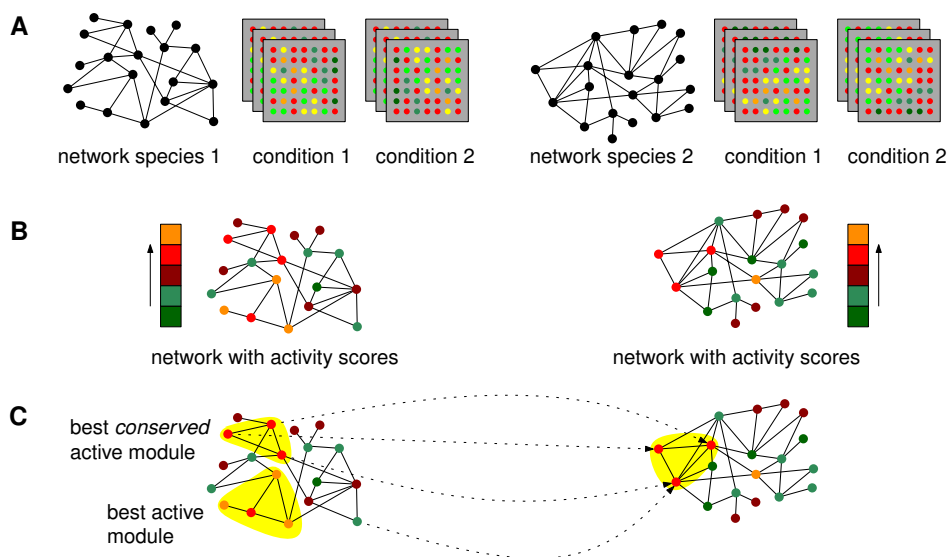 A
network species 1
condition 1
condition 2
network species 2
condition 1
condition 2
B
network with activity scores
network with activity scores
C
best conserved
active module
best active
module